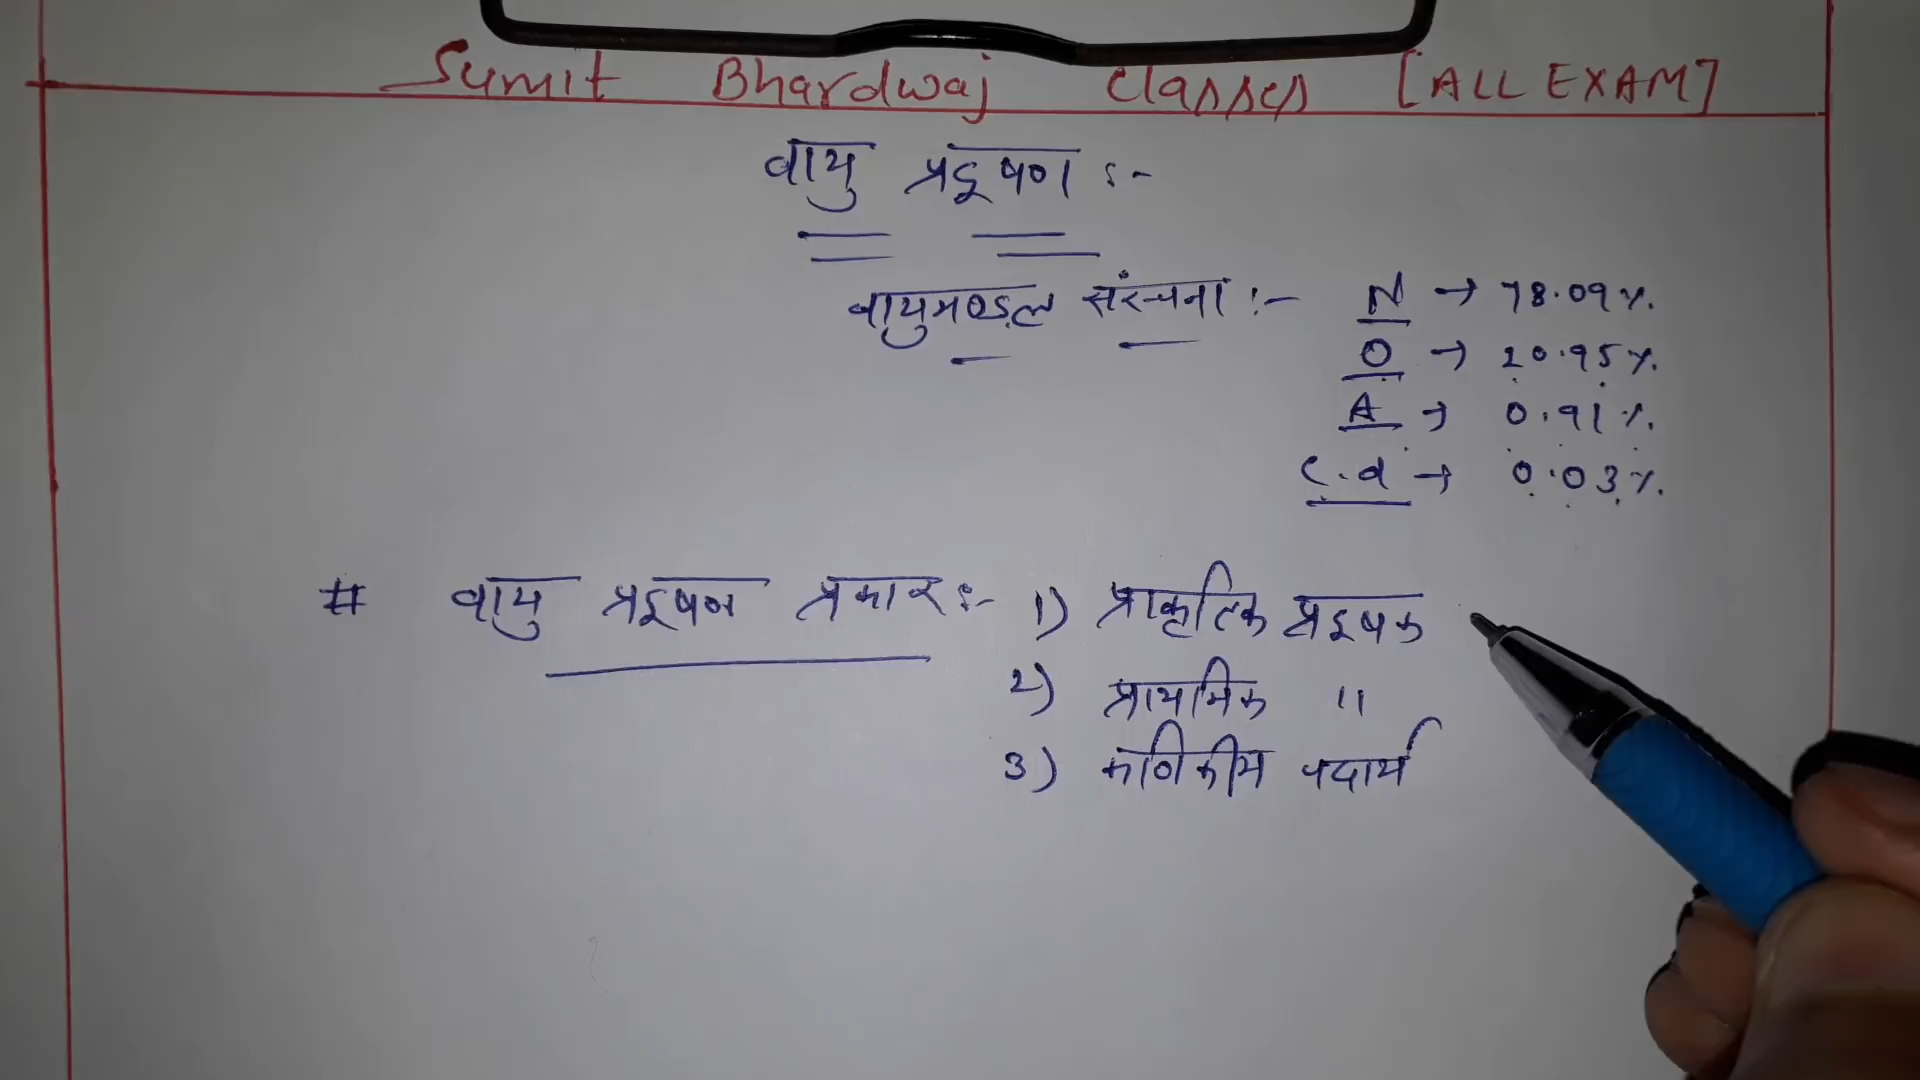 Sumit Bhardwaj Classes [ALL EXAM]
वायु प्रदूषण :-
वायुमण्डल संरचना :- N → 78.09%.
O → 20.95%.
A → 0.91%.
C.d → 0.03%.
# वायु प्रदूषण प्रकार :- 1) प्राकृतिक प्रदूषक
2) प्राथमिक "
3) कणिकीय पदार्थ